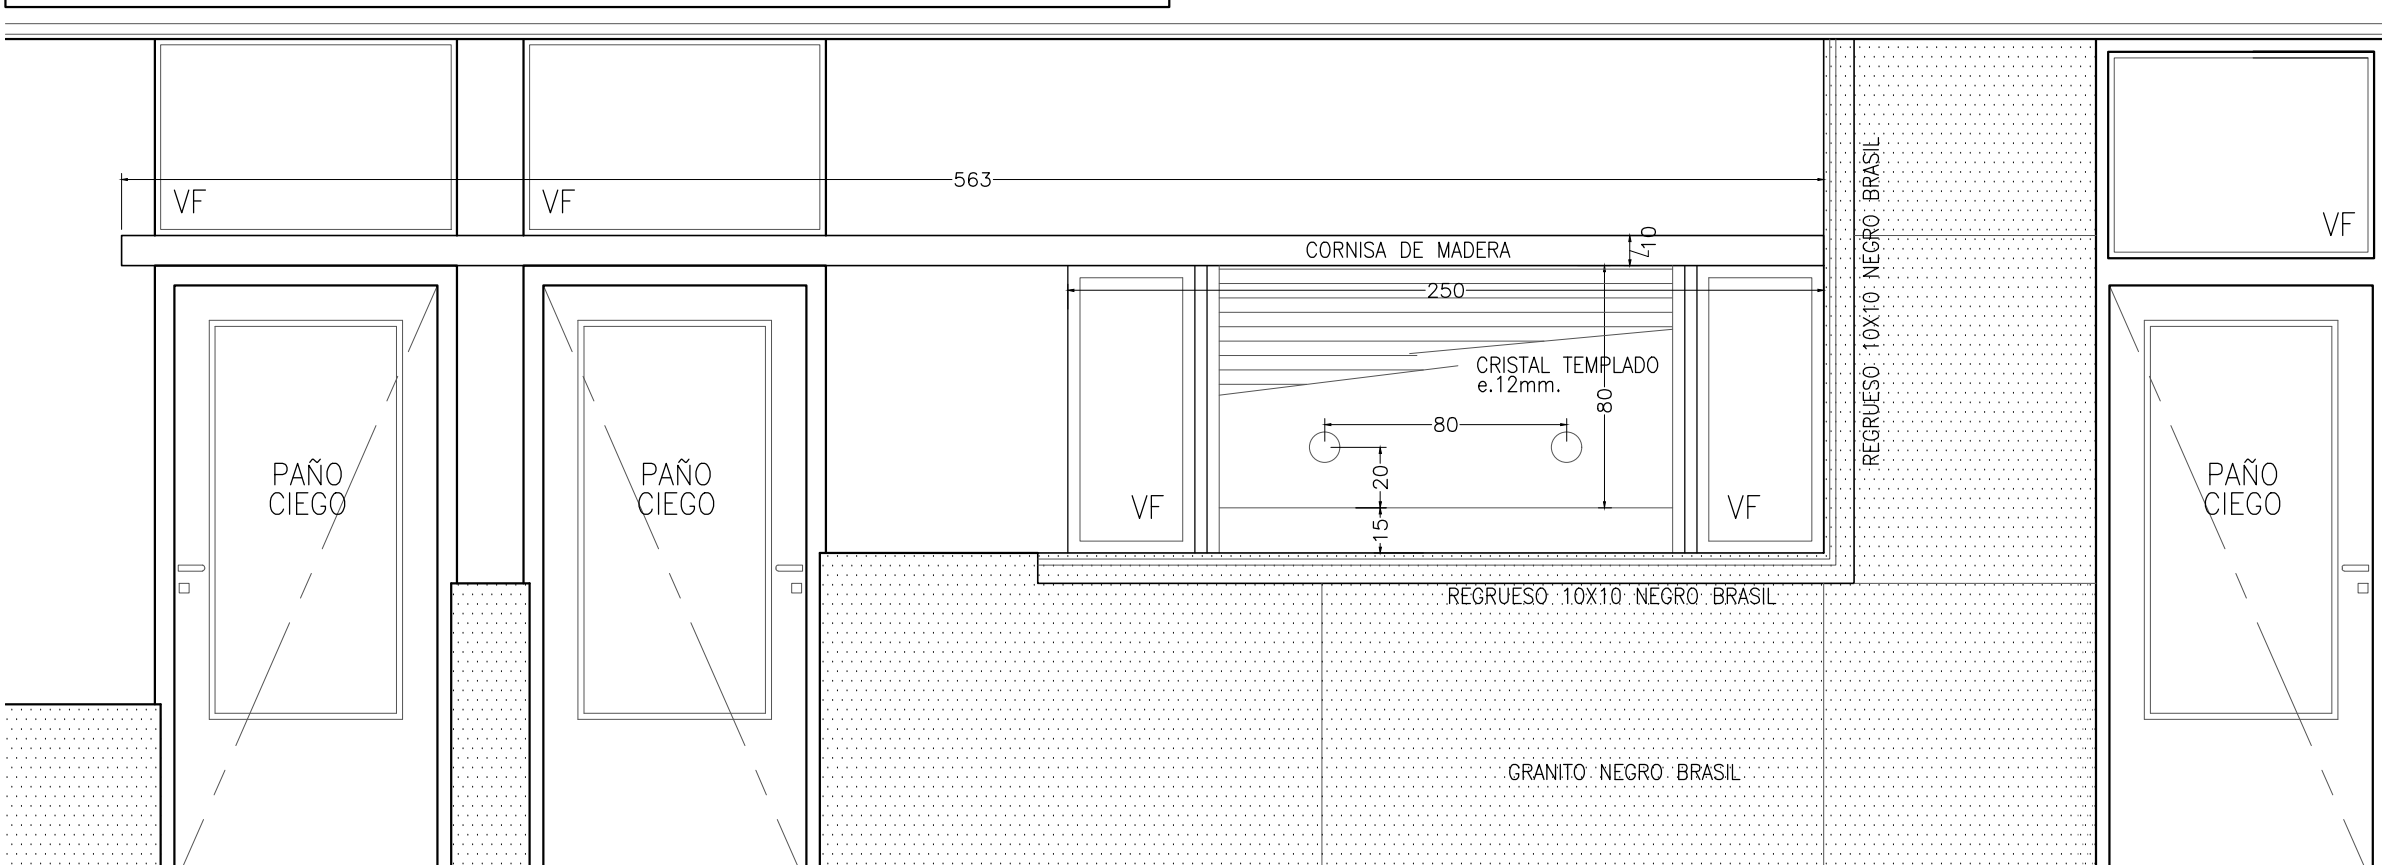 563
VF
VF
VF
CORNISA DE MADERA
10
250
CRISTAL TEMPLADO
e.12mm.
80
80
20
15
VF
VF
PAÑO
CIEGO
PAÑO
CIEGO
PAÑO
CIEGO
REGRUESO 10X10 NEGRO BRASIL
REGRUESO 10X10 NEGRO BRASIL
GRANITO NEGRO BRASIL